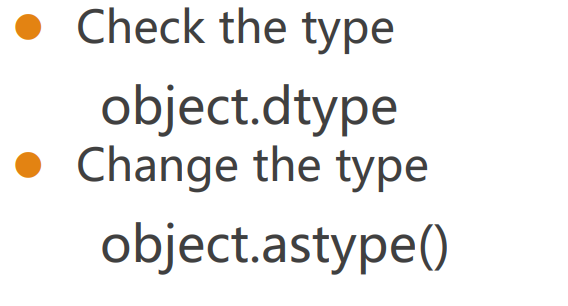 Check the type
object.dtype
Change the type
object.astype()